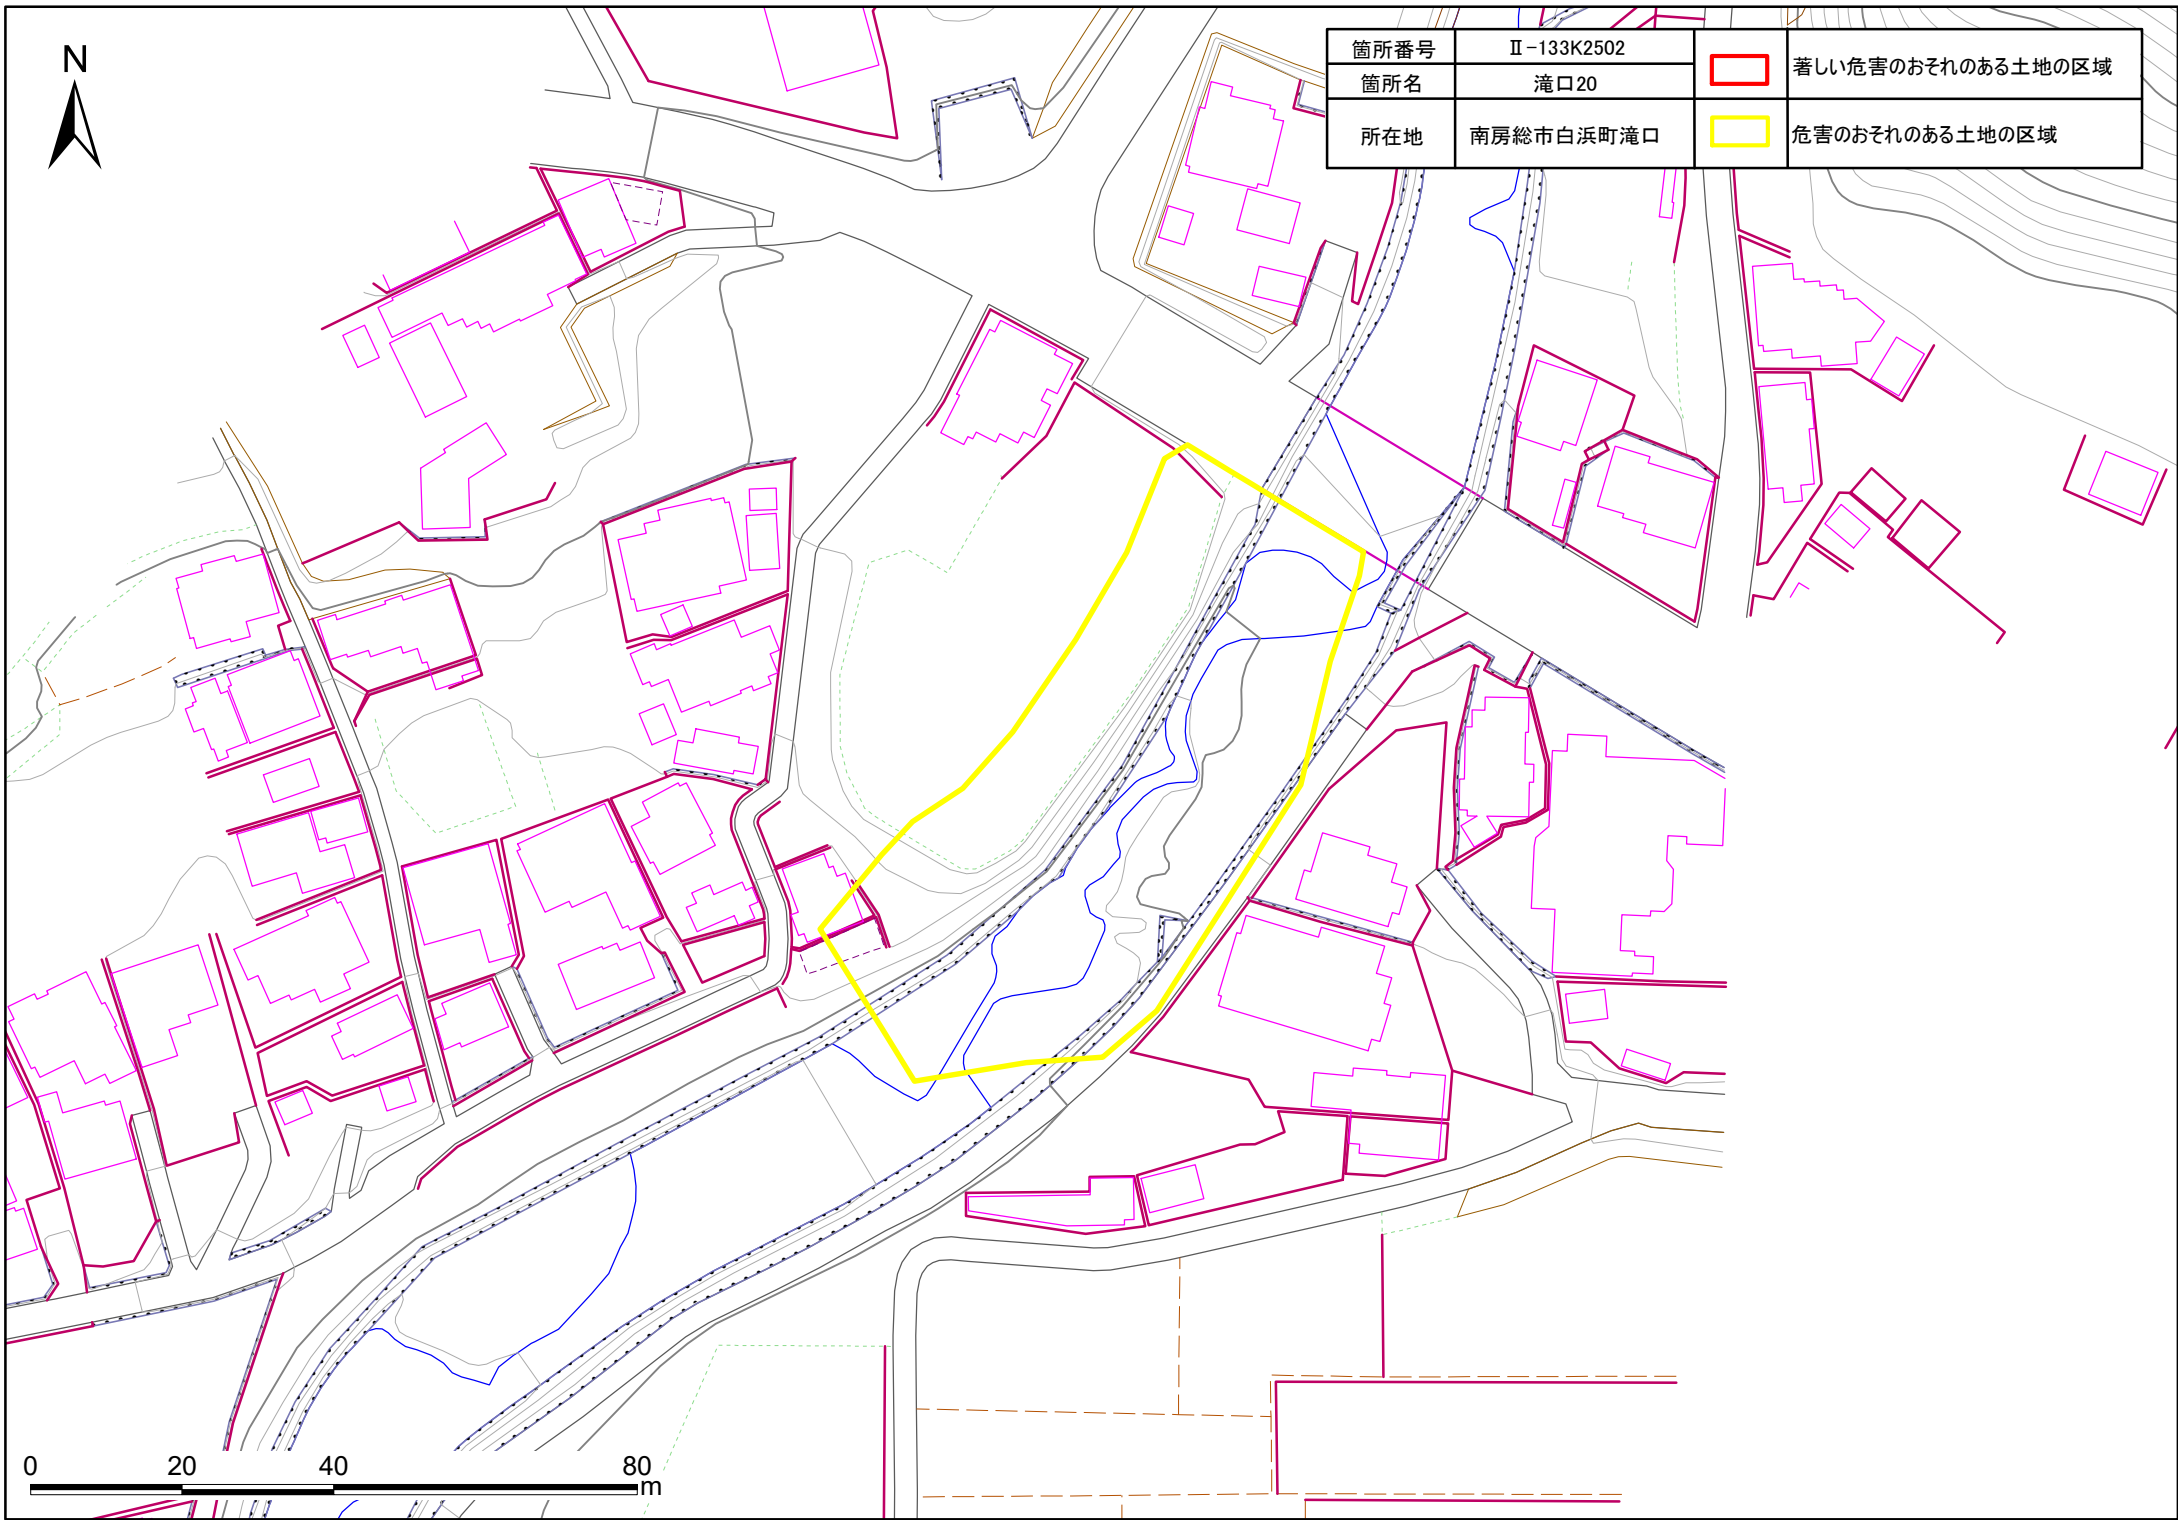 N
箇所番号 Ⅱ-133K2502 著しい危害のおそれのある土地の区域
箇所名 滝口20
所在地 南房総市白浜町滝口 危害のおそれのある土地の区域
0 20 40 80
m